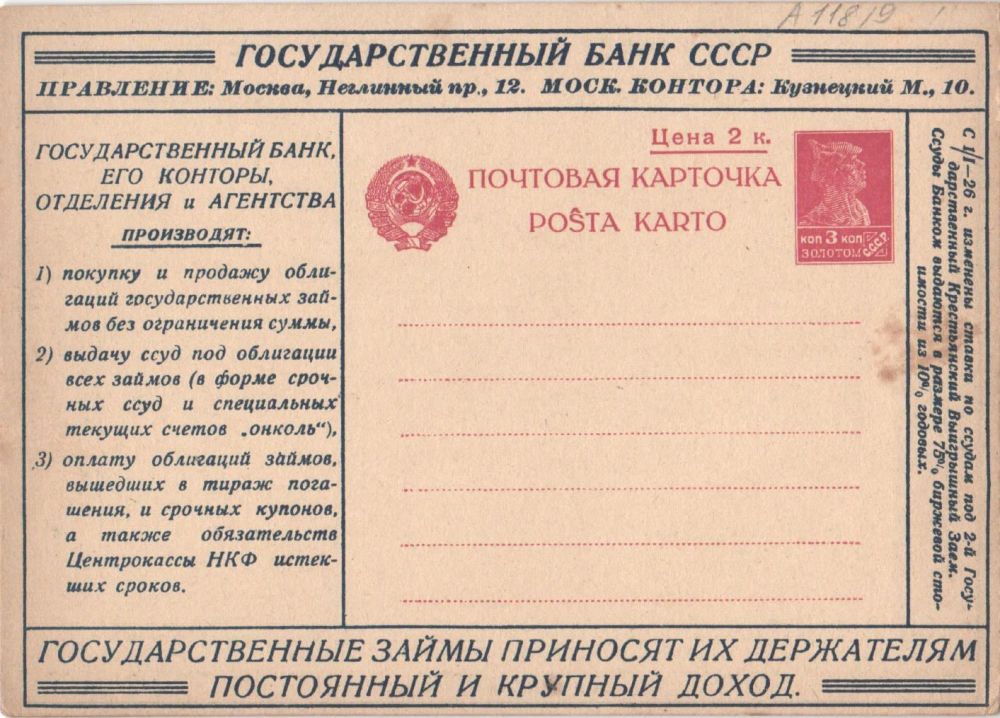 А 118/9
ГОСУДАРСТВЕННЫЙ БАНК СССР
ПРАВЛЕНИЕ: Москва, Неглинный пр., 12. МОСК. КОНТОРА: Кузнецкий М., 10.
ГОСУДАРСТВЕННЫЙ БАНК,
ЕГО КОНТОРЫ,
ОТДЕЛЕНИЯ и АГЕНТСТВА
ПРОИЗВОДЯТ:
1) покупку и продажу обли-
гаций государственных зай-
мов без ограничения суммы,
2) выдачу ссуд под облигации
всех займов (в форме сроч-
ных ссуд и специальных
текущих счетов „онколь"),
3) оплату облигаций займов,
вышедших в тираж пога-
шения, и срочных купонов,
а также обязательств
Центрокассы НКФ истек-
ших сроков.
Цена 2 к.
ПОЧТОВАЯ КАРТОЧКА
POŜTA KARTO
КОП 3 КОП
ЗОЛОТОМ
СССР
С 1/I—26 г. изменены ставки по ссудам под 2-й Госу-
дарственный Крестьянский Выигрышный Заем.
Ссуды Банком выдаются в размере 75% биржевой сто-
имости из 10% годовых.
ГОСУДАРСТВЕННЫЕ ЗАЙМЫ ПРИНОСЯТ ИХ ДЕРЖАТЕЛЯМ
ПОСТОЯННЫЙ И КРУПНЫЙ ДОХОД.